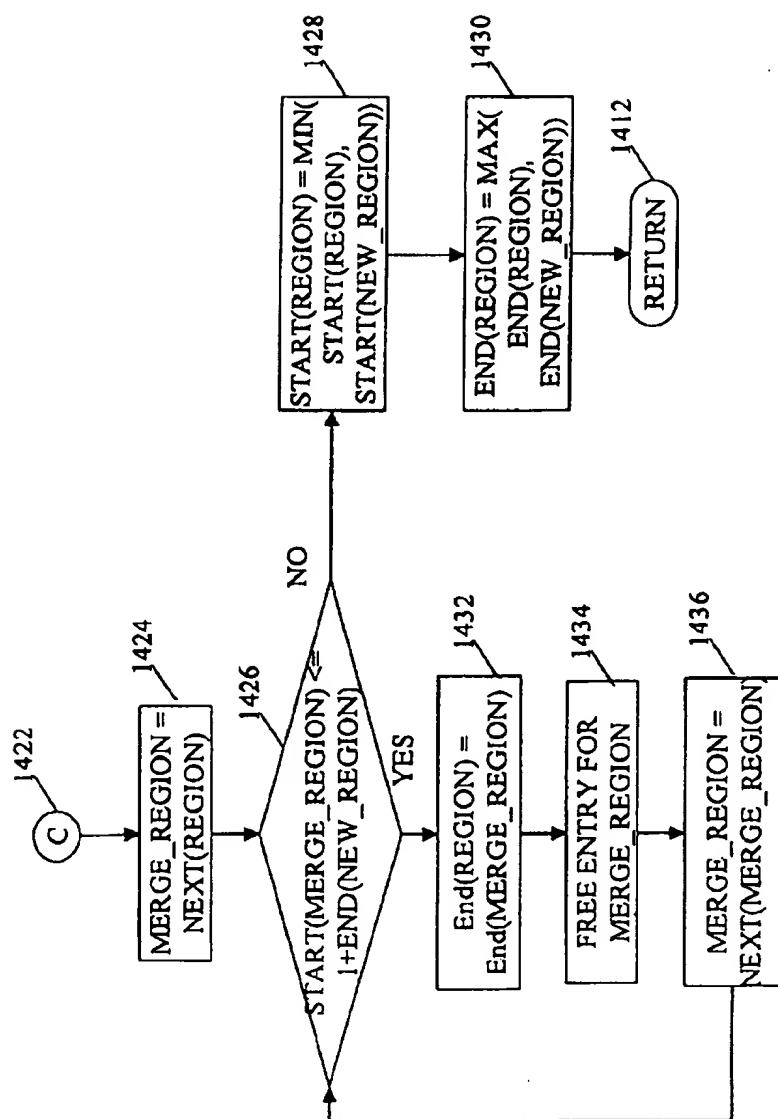 C
1422
MERGE_REGION =
NEXT(REGION)
1424
START(MERGE_REGION) <=
1+END(NEW_REGION)
1426
NO
YES
START(REGION) = MIN(
START(REGION),
START(NEW_REGION))
1428
END(REGION) = MAX(
END(REGION),
END(NEW_REGION))
1430
RETURN
1412
End(REGION) =
End(MERGE_REGION)
1432
FREE ENTRY FOR
MERGE_REGION
1434
MERGE_REGION =
NEXT(MERGE_REGION)
1436